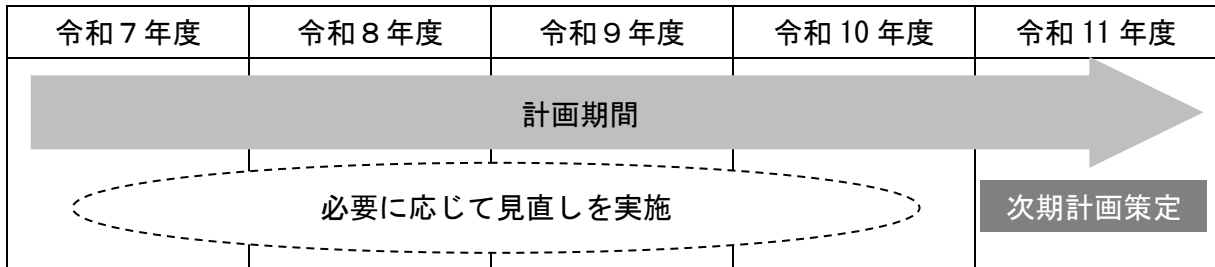 令和７年度
令和８年度
令和９年度
令和 10 年度
令和 11 年度
計画期間
必要に応じて見直しを実施
次期計画策定